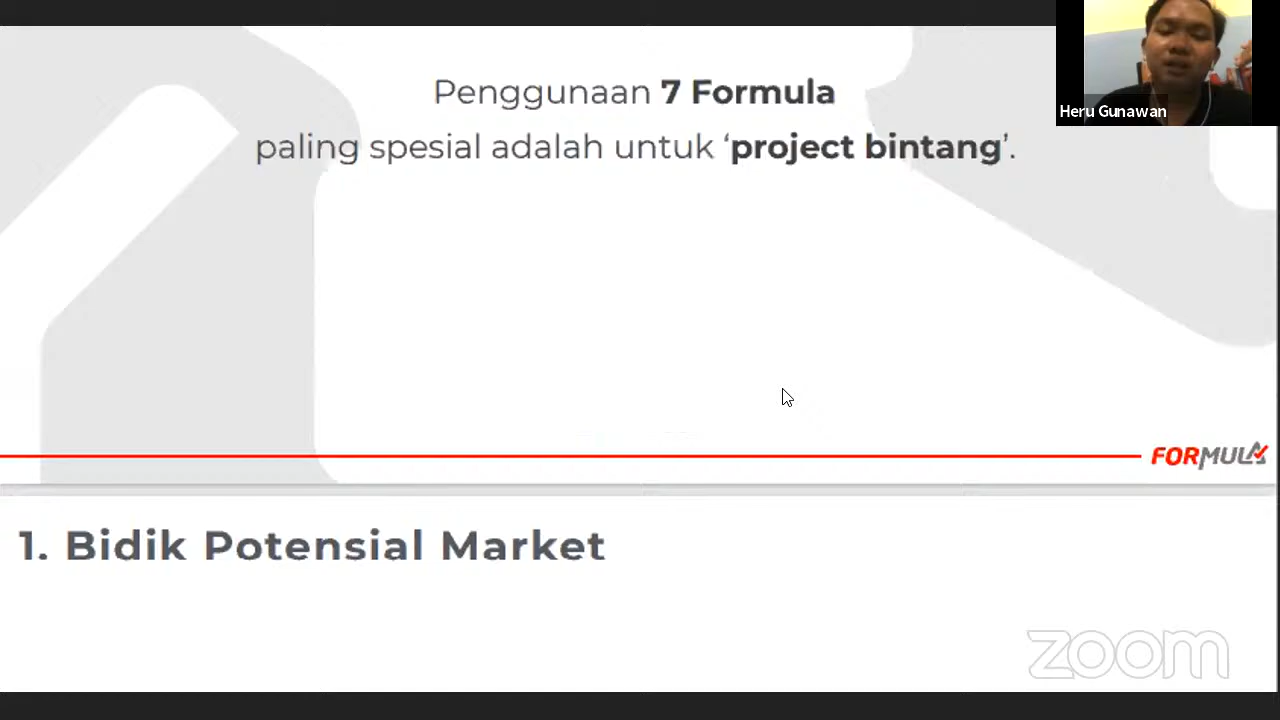 Penggunaan 7 Formula
paling spesial adalah untuk ‘project bintang’.
Heru Gunawan
FORMULA
1. Bidik Potensial Market
zoom